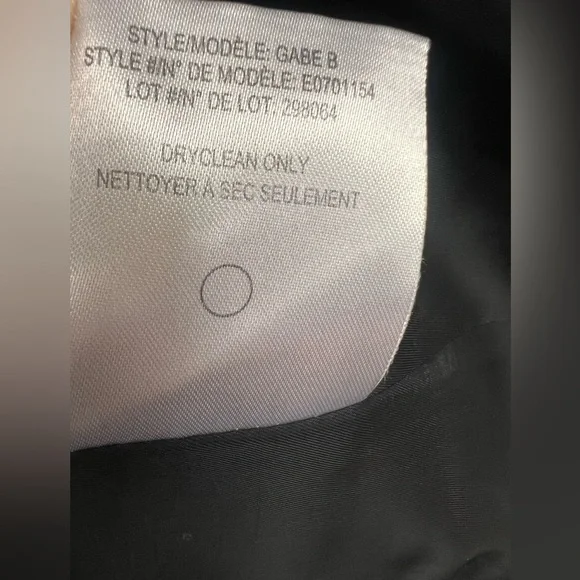 STYLE/MODÈLE: GABE B
STYLE #/N° DE MODÈLE: E0701154
LOT #/N° DE LOT: 298064
DRYCLEAN ONLY
NETTOYER À SEC SEULEMENT